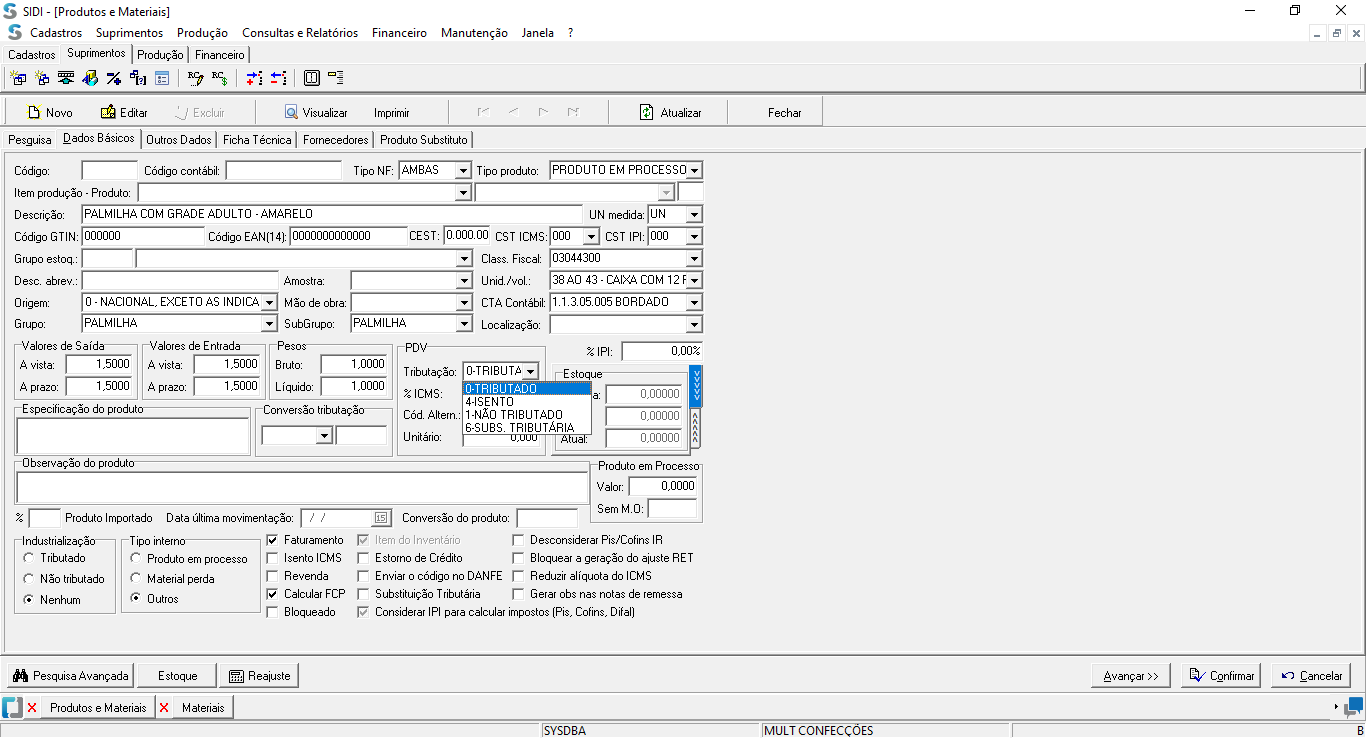 SIDI - [Produtos e Materiais]
Cadastros Suprimentos Produção Consultas e Relatórios Financeiro Manutenção Janela ?
Cadastros Suprimentos Produção Financeiro
Novo Editar Excluir Visualizar Imprimir Atualizar Fechar
Pesquisa Dados Básicos Outros Dados Ficha Técnica Fornecedores Produto Substituto
Código: Código contábil: Tipo NF: AMBAS Tipo produto: PRODUTO EM PROCESSO
Item produção - Produto:
Descrição: PALMILHA COM GRADE ADULTO - AMARELO UN medida: UN
Código GTIN: 000000 Código EAN(14): 0000000000000 CEST: 0.000.00 CST ICMS: 000 CST IPI: 000
Grupo estoq.: Class. Fiscal: 03044300
Desc. abrev.: Amostra: Unid./vol.: 38 AO 43 - CAIXA COM 12 F
Origem: 0 - NACIONAL, EXCETO AS INDICA Mão de obra: CTA Contábil: 1.1.3.05.005 BORDADO
Grupo: PALMILHA SubGrupo: PALMILHA Localização:
Valores de Saída Valores de Entrada Pesos PDV % IPI: 0,00%
A vista: 1,5000 A vista: 1,5000 Bruto: 1,0000 Tributação: 0-TRIBUTA Estoque
A prazo: 1,5000 A prazo: 1,5000 Líquido: 1,0000 % ICMS: 0-TRIBUTADO a: 0,00000
4-ISENTO
Especificação do produto Conversão tributação Cód. Altern.: 1-NÃO TRIBUTADO 0,00000
6-SUBS. TRIBUTÁRIA
Unitário: 0,000 Atual: 0,00000
Observação do produto Produto em Processo
Valor: 0,0000
Sem M.O:
% Produto Importado Data última movimentação: / / 15 Conversão do produto:
Industrialização Tipo interno Faturamento Item do Inventário Desconsiderar Pis/Cofins IR
Tributado Produto em processo Isento ICMS Estorno de Crédito Bloquear a geração do ajuste RET
Não tributado Material perda Revenda Enviar o código no DANFE Reduzir alíquota do ICMS
Nenhum Outros Calcular FCP Substituição Tributária Gerar obs nas notas de remessa
Bloqueado Considerar IPI para calcular impostos (Pis, Cofins, Difal)
Pesquisa Avançada Estoque Reajuste Avançar >> Confirmar Cancelar
Produtos e Materiais Materiais
SYSDBA MULT CONFECÇÕES B